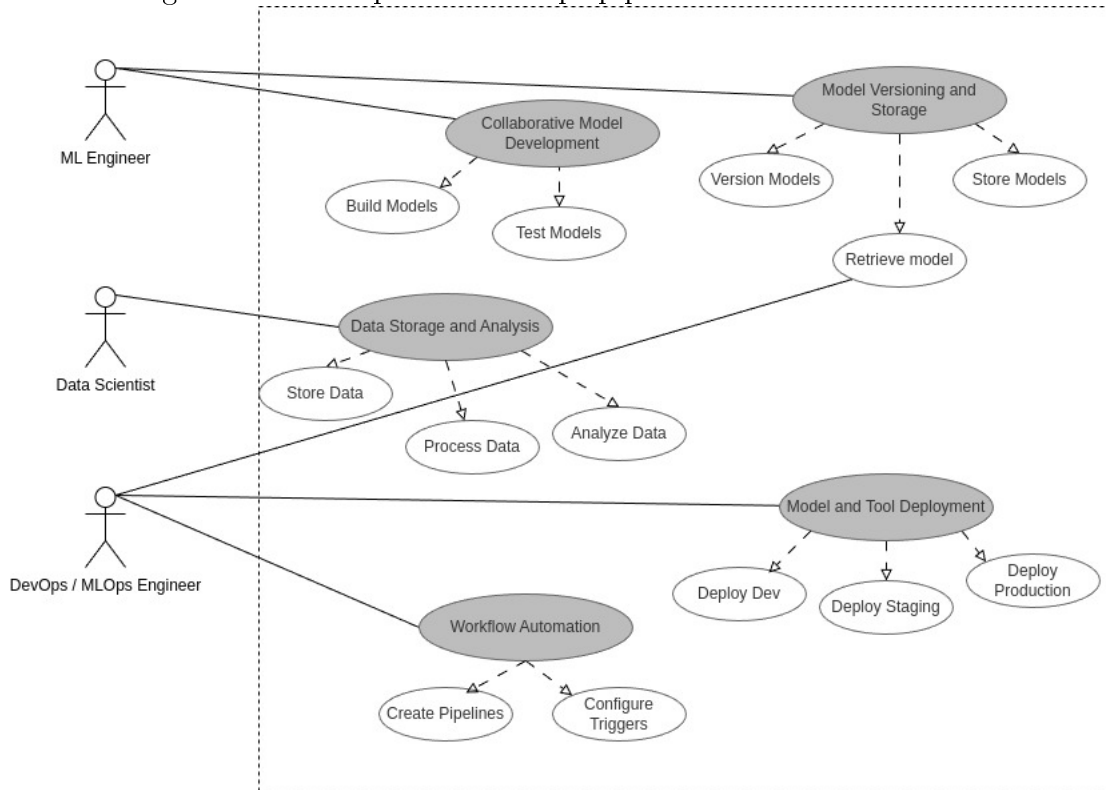 Model Versioning and
Storage
Collaborative Model
Development
ML Engineer
Version Models
Store Models
Build Models
Test Models
Retrieve model
Data Storage and Analysis
Data Scientist
Store Data
Process Data
Analyze Data
Model and Tool Deployment
DevOps / MLOps Engineer
Deploy Dev
Deploy Staging
Deploy
Production
Workflow Automation
Create Pipelines
Configure
Triggers